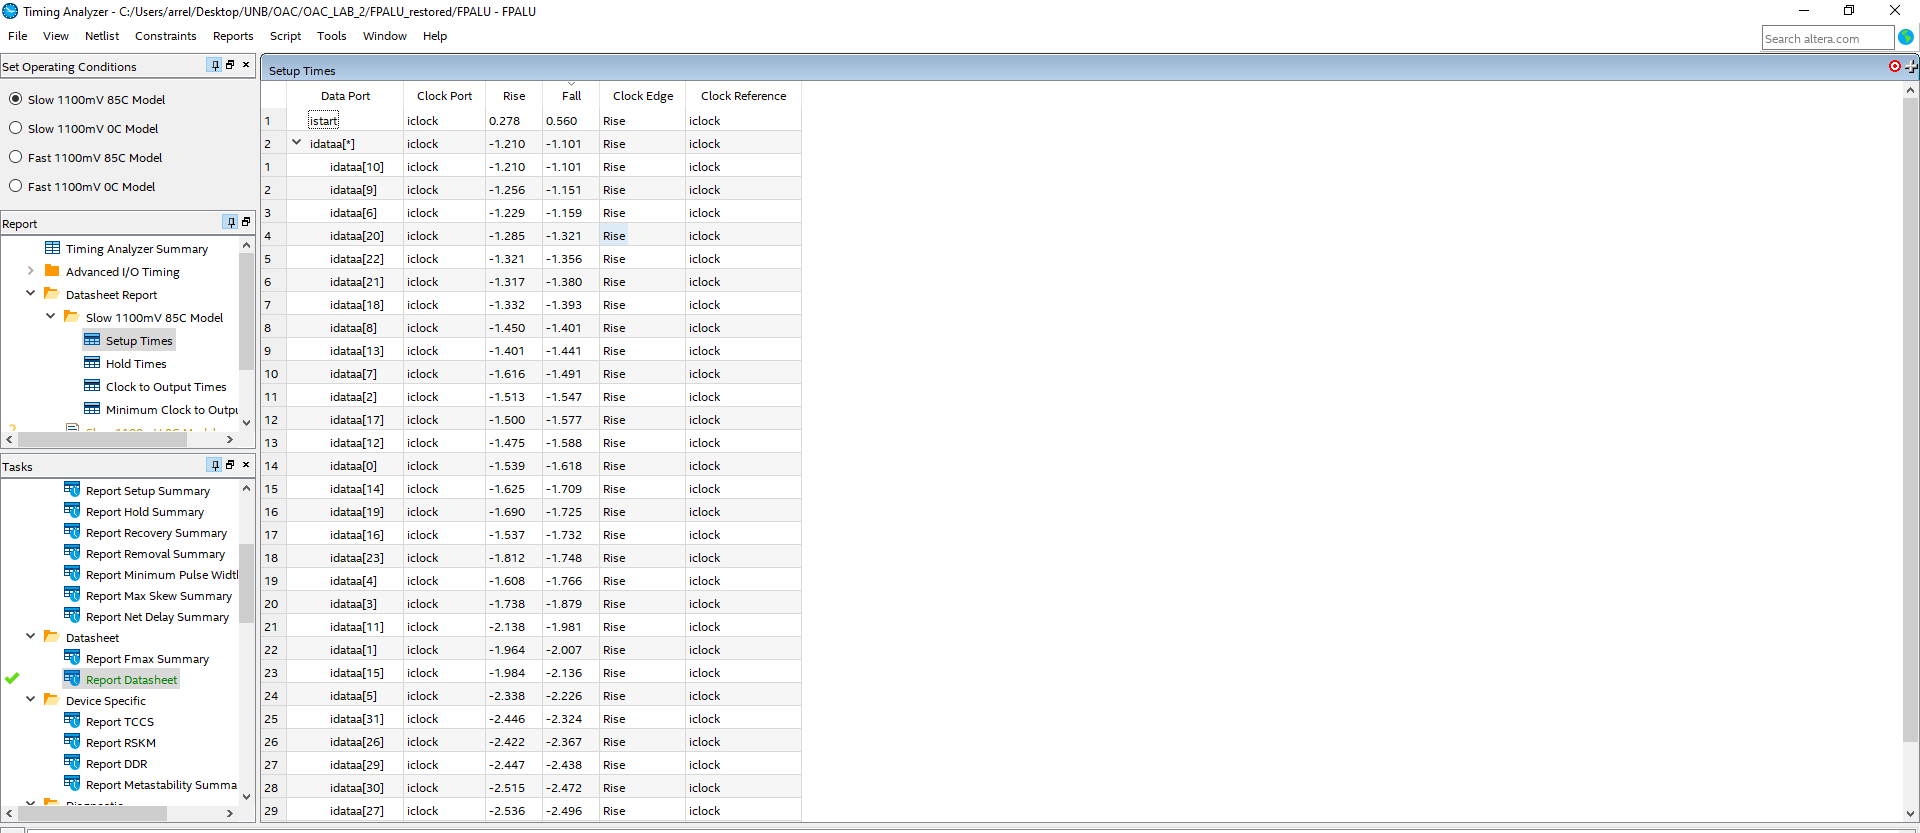 Timing Analyzer - C:/Users/arrel/Desktop/UNB/OAC/OAC_LAB_2/FPALU_restored/FPALU - FPALU
File View Netlist Constraints Reports Script Tools Window Help
Search altera.com
Set Operating Conditions
Slow 1100mV 85C Model
Slow 1100mV 0C Model
Fast 1100mV 85C Model
Fast 1100mV 0C Model
Report
Timing Analyzer Summary
Advanced I/O Timing
Datasheet Report
Slow 1100mV 85C Model
Setup Times
Hold Times
Clock to Output Times
Minimum Clock to Outpu
Tasks
Report Setup Summary
Report Hold Summary
Report Recovery Summary
Report Removal Summary
Report Minimum Pulse Widtl
Report Max Skew Summary
Report Net Delay Summary
Datasheet
Report Fmax Summary
Report Datasheet
Device Specific
Report TCCS
Report RSKM
Report DDR
Report Metastability Summa
Setup Times
Data Port Clock Port Rise Fall Clock Edge Clock Reference
1 istart iclock 0.278 0.560 Rise iclock
2 idataa[*] iclock -1.210 -1.101 Rise iclock
1 idataa[10] iclock -1.210 -1.101 Rise iclock
2 idataa[9] iclock -1.256 -1.151 Rise iclock
3 idataa[6] iclock -1.229 -1.159 Rise iclock
4 idataa[20] iclock -1.285 -1.321 Rise iclock
5 idataa[22] iclock -1.321 -1.356 Rise iclock
6 idataa[21] iclock -1.317 -1.380 Rise iclock
7 idataa[18] iclock -1.332 -1.393 Rise iclock
8 idataa[8] iclock -1.450 -1.401 Rise iclock
9 idataa[13] iclock -1.401 -1.441 Rise iclock
10 idataa[7] iclock -1.616 -1.491 Rise iclock
11 idataa[2] iclock -1.513 -1.547 Rise iclock
12 idataa[17] iclock -1.500 -1.577 Rise iclock
13 idataa[12] iclock -1.475 -1.588 Rise iclock
14 idataa[0] iclock -1.539 -1.618 Rise iclock
15 idataa[14] iclock -1.625 -1.709 Rise iclock
16 idataa[19] iclock -1.690 -1.725 Rise iclock
17 idataa[16] iclock -1.537 -1.732 Rise iclock
18 idataa[23] iclock -1.812 -1.748 Rise iclock
19 idataa[4] iclock -1.608 -1.766 Rise iclock
20 idataa[3] iclock -1.738 -1.879 Rise iclock
21 idataa[11] iclock -2.138 -1.981 Rise iclock
22 idataa[1] iclock -1.964 -2.007 Rise iclock
23 idataa[15] iclock -1.984 -2.136 Rise iclock
24 idataa[5] iclock -2.338 -2.226 Rise iclock
25 idataa[31] iclock -2.446 -2.324 Rise iclock
26 idataa[26] iclock -2.422 -2.367 Rise iclock
27 idataa[29] iclock -2.447 -2.438 Rise iclock
28 idataa[30] iclock -2.515 -2.472 Rise iclock
29 idataa[27] iclock -2.536 -2.496 Rise iclock